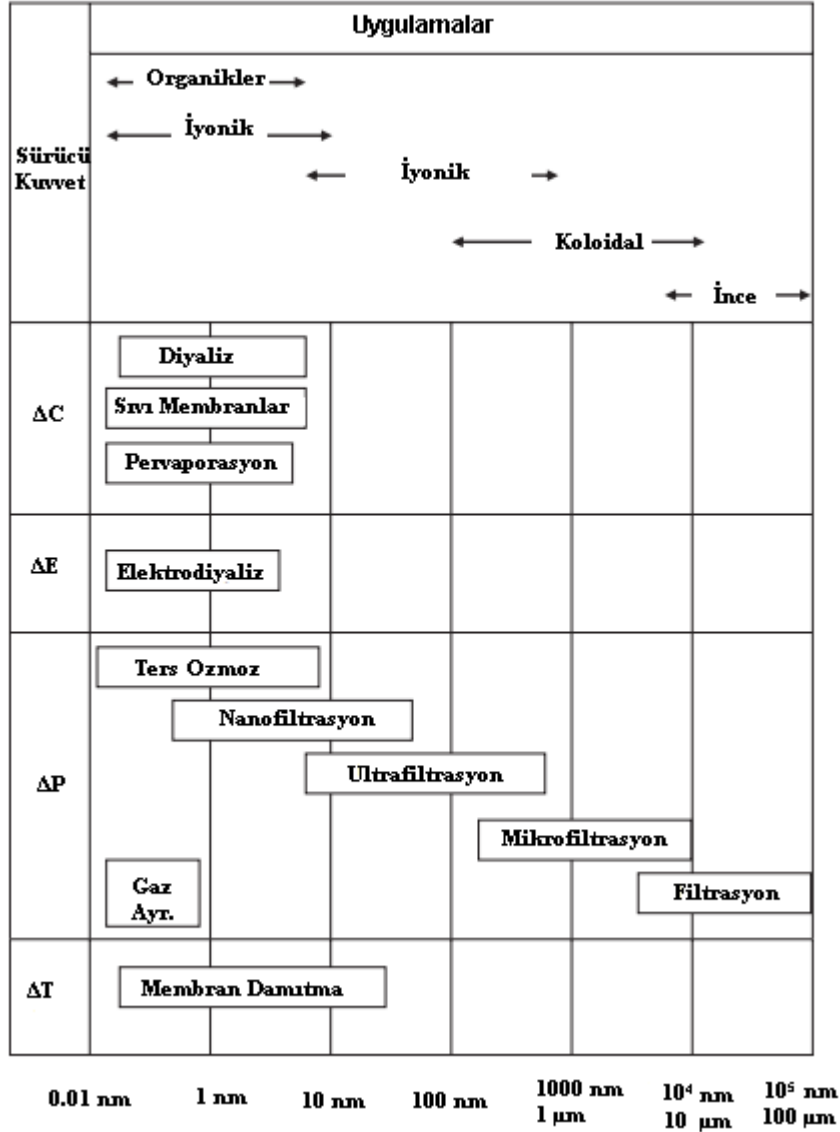 Uygulamalar
Sürücü
Kuvvet
Organikler
İyonik
İyonik
Koloidal
İnce
ΔC
Diyaliz
Sıvı Membranlar
Pervaporasyon
ΔE
Elektrodiyaliz
ΔP
Ters Ozmoz
Nanofiltrasyon
Ultrafiltrasyon
Mikrofiltrasyon
Gaz
Ayr.
Filtrasyon
ΔT
Membran Damıtma
0.01 nm 1 nm 10 nm 100 nm 1000 nm 10⁴ nm 10⁵ nm
1 µm 10 µm 100 µm